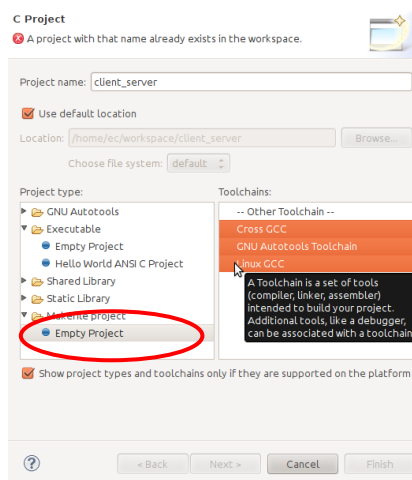 C Project
A project with that name already exists in the workspace.
Project name: client_server
Use default location
Location: /home/ec/workspace/client_server Browse...
Choose file system: default
Project type: Toolchains:
GNU Autotools
Executable
Empty Project
Hello World ANSI C Project
Shared Library
Static Library
Makefile project
Empty Project
-- Other Toolchain --
Cross GCC
GNU Autotools Toolchain
Linux GCC
A Toolchain is a set of tools
(compiler, linker, assembler)
intended to build your project.
Additional tools, like a debugger,
can be associated with a toolchain
Show project types and toolchains only if they are supported on the platform
? < Back Next > Cancel Finish